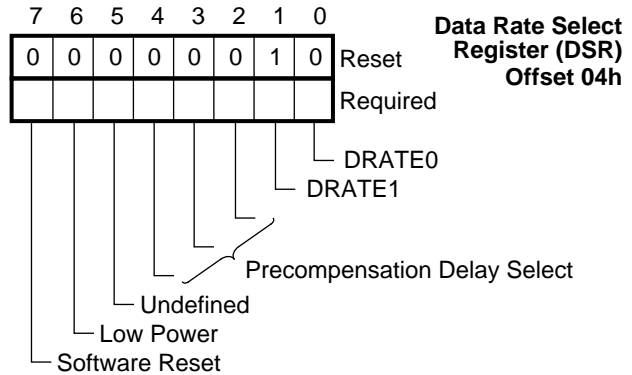 7 6 5 4 3 2 1 0
Data Rate Select
Register (DSR)
Offset 04h
0 0 0 0 0 0 1 0 Reset
Required
DRATE0
DRATE1
Precompensation Delay Select
Undefined
Low Power
Software Reset